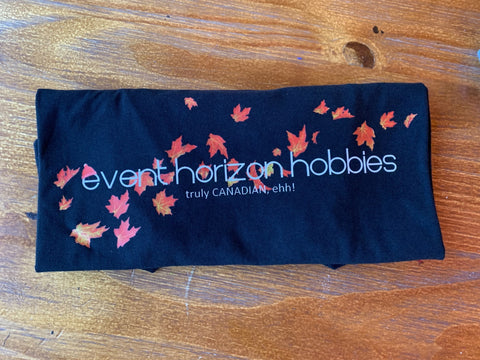 event horizon hobbies
truly CANADIAN, ehh!